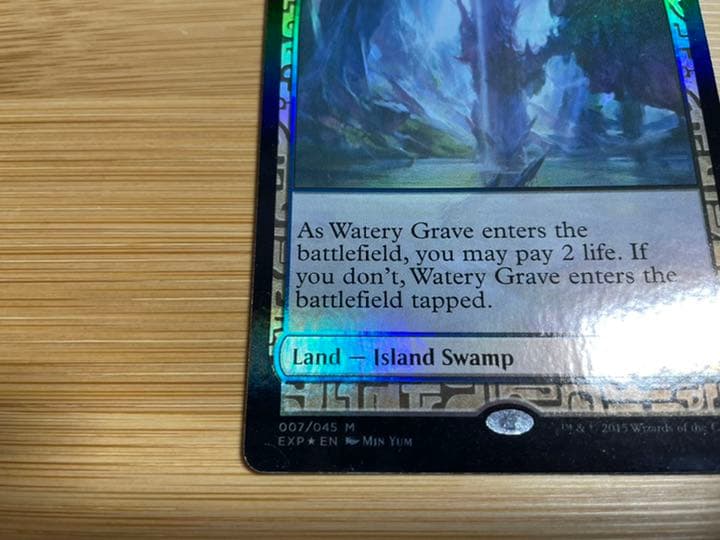 As Watery Grave enters the
battlefield, you may pay 2 life. If
you don't, Watery Grave enters the
battlefield tapped.
Land — Island Swamp
007/045 M
EXP★EN Min Yum
™ & © 2015 Wizards of the